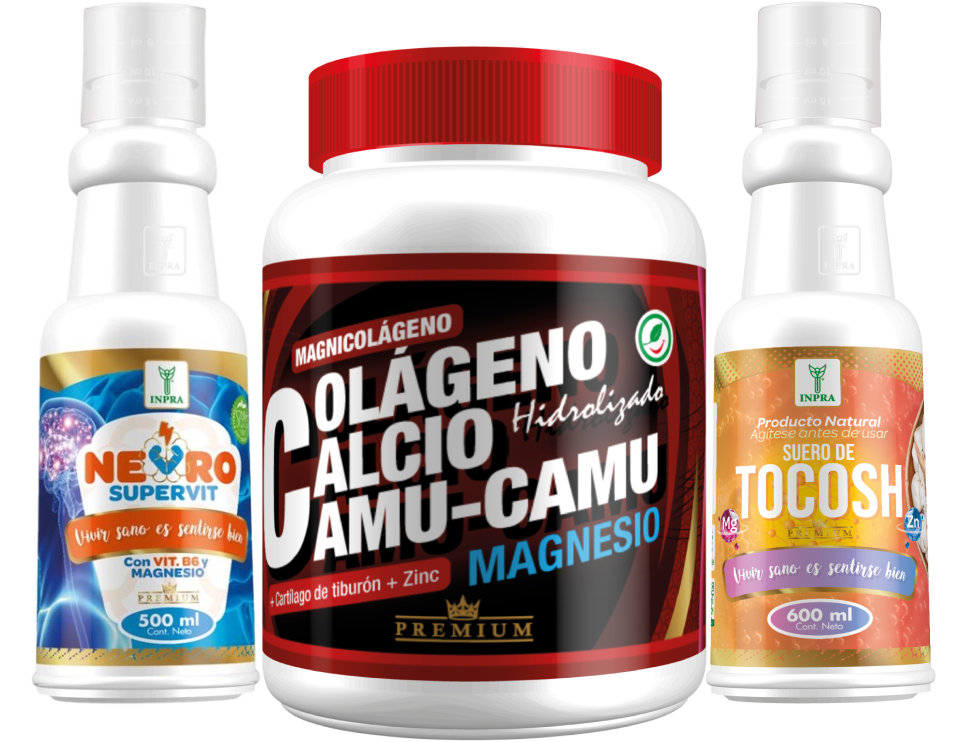 INPRA
INPRA
NEURO
SUPERVIT
Vivir sano es sentirse bien
Con VIT. B6 y
MAGNESIO
PREMIUM
500 ml
Cont. Neto
MAGNICOLÁGENO
COLÁGENO
Hidrolizado
CALCIO
CAMU-CAMU
MAGNESIO
+ Cartílago de tiburón + Zinc
PREMIUM
INPRA
INPRA
Producto Natural
Agítese antes de usar
SUERO DE
TOCOSH
Mg
Zn
PREMIUM
Vivir sano es sentirse bien
600 ml
Cont. Neto